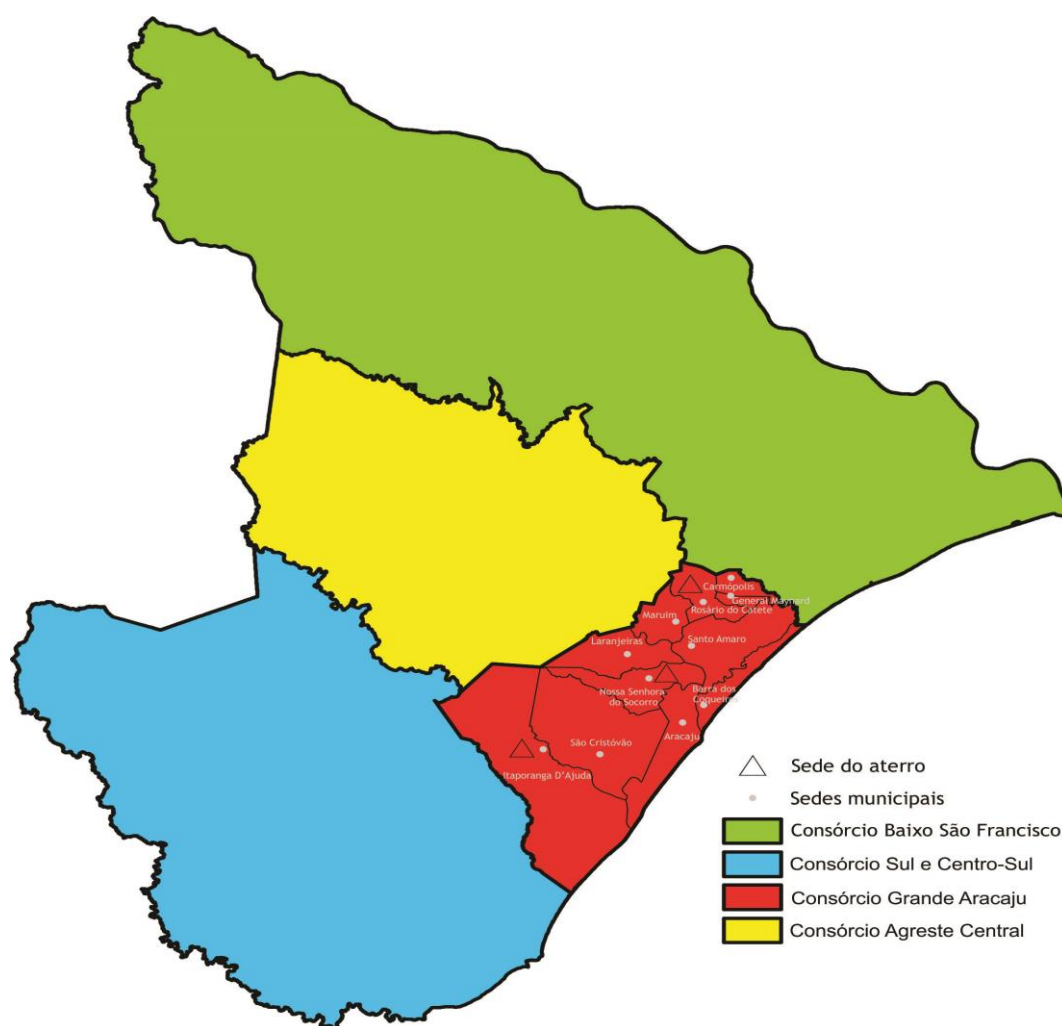 Carmópolis
General Maynard
Rosário do Catete
Maruim
Santo Amaro
Laranjeiras
Nossa Senhora
do Socorro
Barra dos
Coqueiros
Aracaju
São Cristóvão
Itaporanga D'Ajuda
Sede do aterro
Sedes municipais
Consórcio Baixo São Francisco
Consórcio Sul e Centro-Sul
Consórcio Grande Aracaju
Consórcio Agreste Central